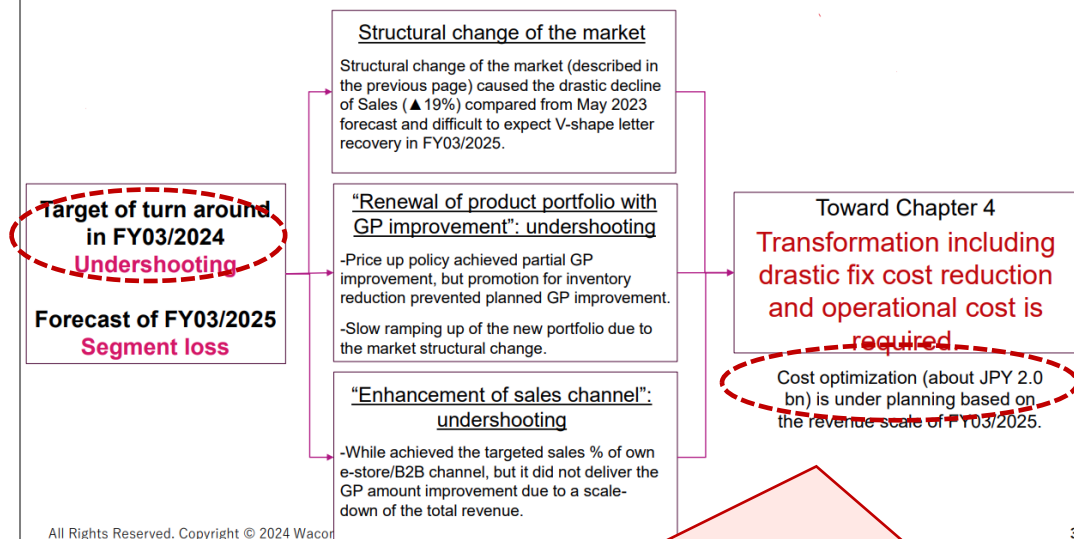 Structural change of the market
Structural change of the market (described in
the previous page) caused the drastic decline
of Sales (▲19%) compared from May 2023
forecast and difficult to expect V-shape letter
recovery in FY03/2025.
Target of turn around
in FY03/2024
Undershooting
Forecast of FY03/2025
Segment loss
“Renewal of product portfolio with
GP improvement”: undershooting
-Price up policy achieved partial GP
improvement, but promotion for inventory
reduction prevented planned GP improvement.
-Slow ramping up of the new portfolio due to
the market structural change.
“Enhancement of sales channel”:
undershooting
-While achieved the targeted sales % of own
e-store/B2B channel, but it did not deliver the
GP amount improvement due to a scale-
down of the total revenue.
Toward Chapter 4
Transformation including
drastic fix cost reduction
and operational cost is
required
Cost optimization (about JPY 2.0
bn) is under planning based on
the revenue scale of FY03/2025.
All Rights Reserved. Copyright © 2024 Wacom